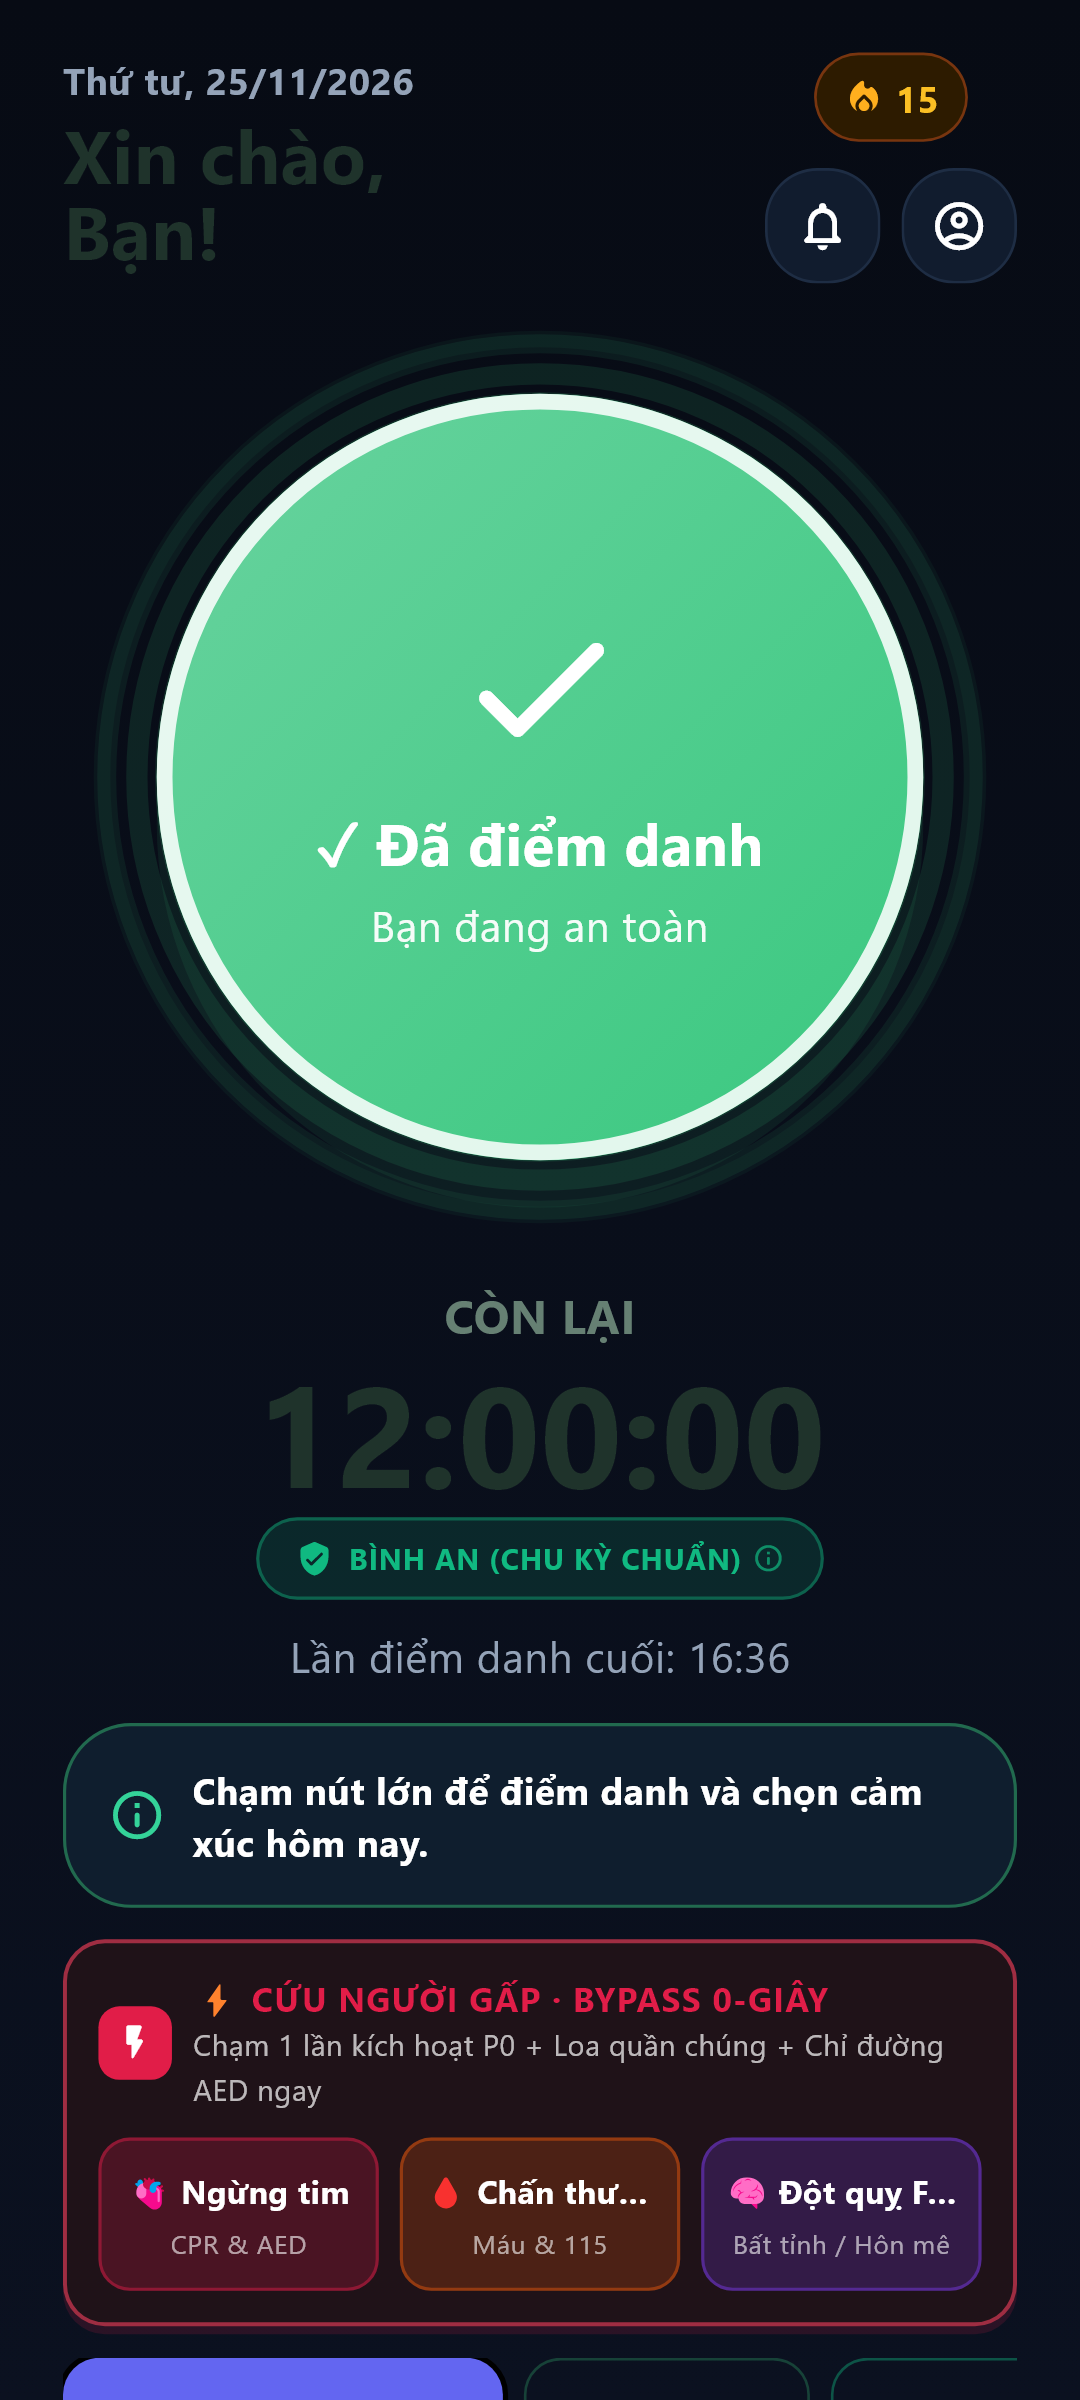 Thứ tư, 25/11/2026
15
Xin chào,
Bạn!
✓ Đã điểm danh
Bạn đang an toàn
CÒN LẠI
12:00:00
BÌNH AN (CHU KỲ CHUẨN)
Lần điểm danh cuối: 16:36
Chạm nút lớn để điểm danh và chọn cảm
xúc hôm nay.
CỨU NGƯỜI GẤP · BYPASS 0-GIÂY
Chạm 1 lần kích hoạt P0 + Loa quần chúng + Chỉ đường
AED ngay
Ngừng tim
CPR & AED
Chấn thư...
Máu & 115
Đột quỵ F...
Bất tỉnh / Hôn mê